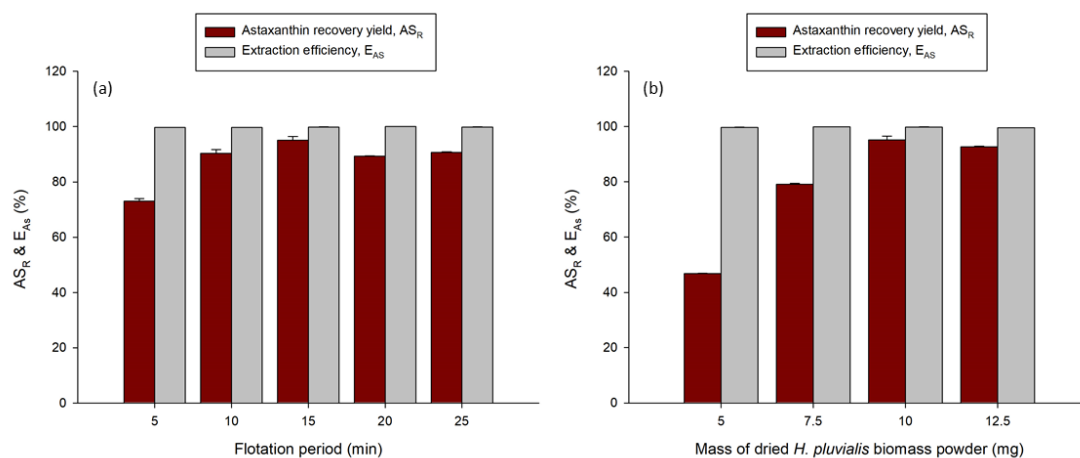 Astaxanthin recovery yield, AS_R
Extraction efficiency, E_AS
(a)
120
100
80
60
40
20
0
AS_R & E_As (%)
5 10 15 20 25
Flotation period (min)
Astaxanthin recovery yield, AS_R
Extraction efficiency, E_AS
(b)
120
100
80
60
40
20
0
AS_R & E_As (%)
5 7.5 10 12.5
Mass of dried H. pluvialis biomass powder (mg)